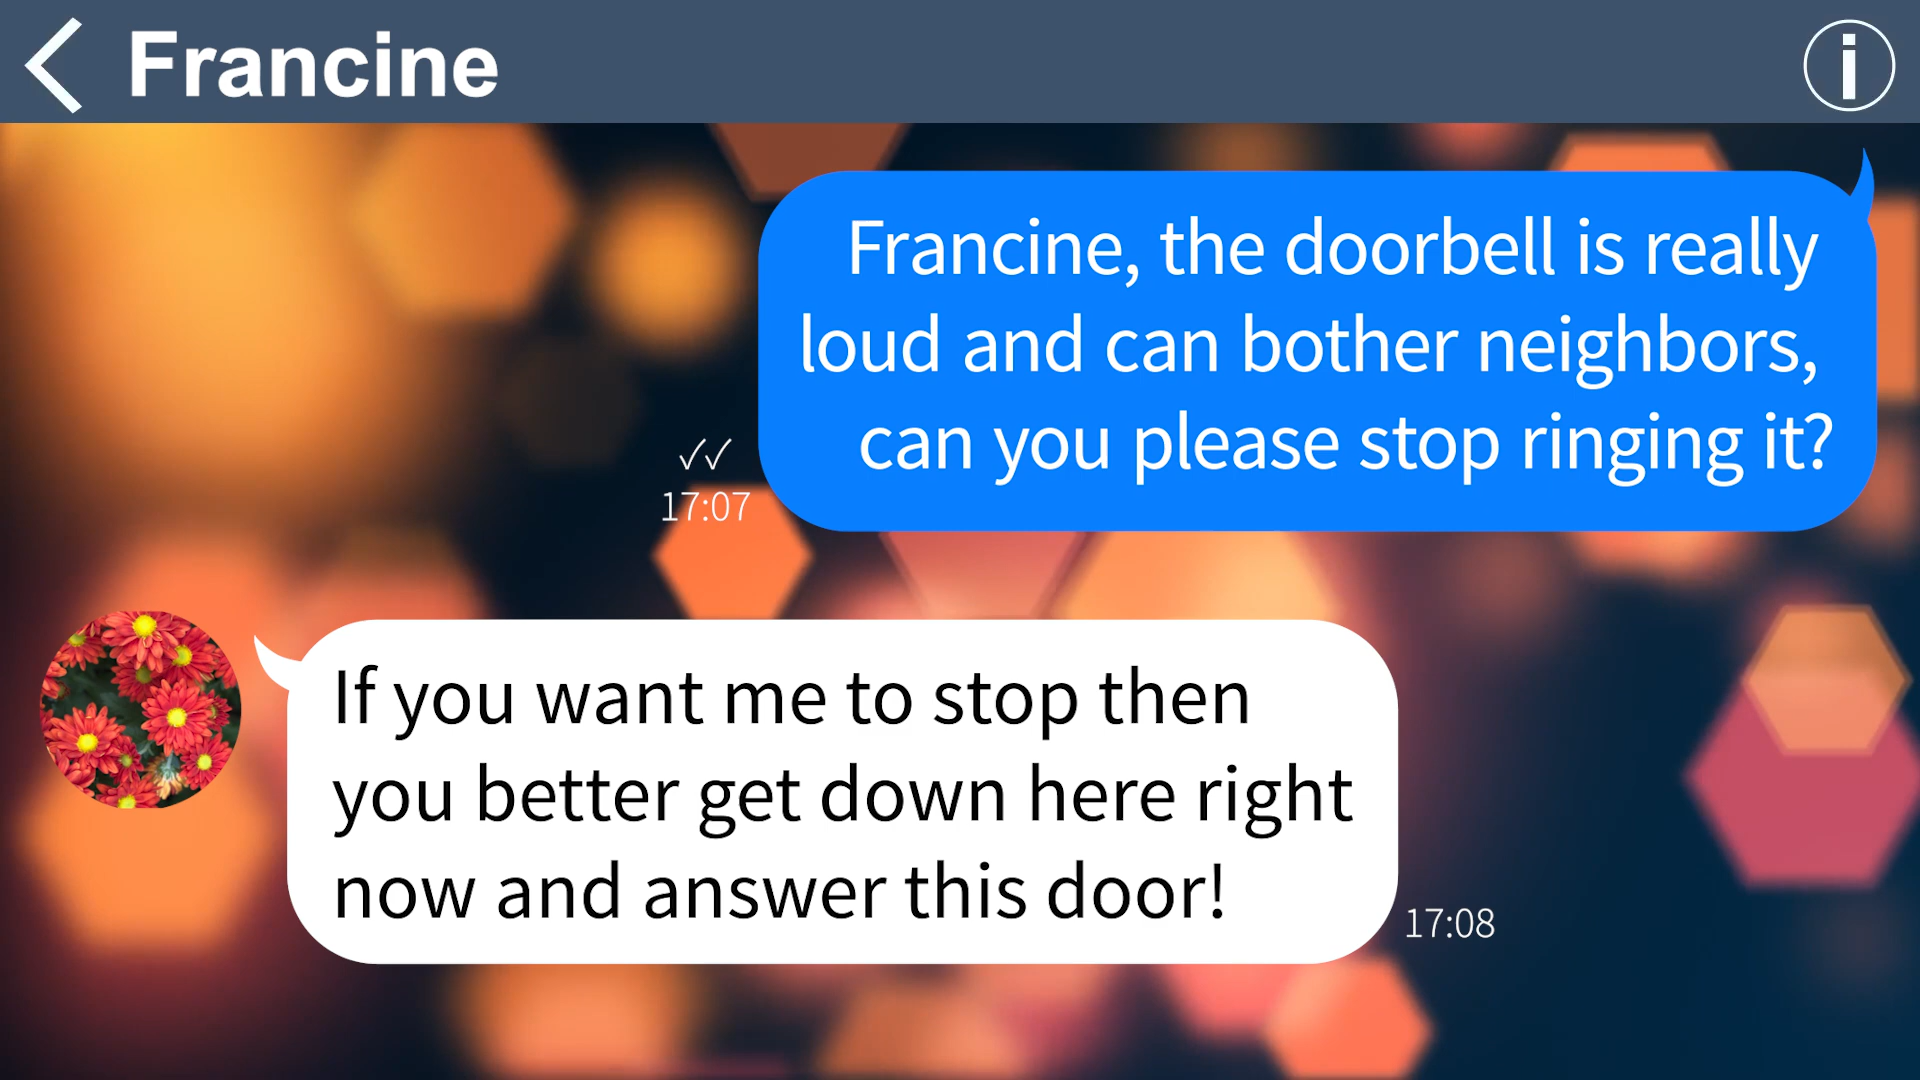 Francine
Francine, the doorbell is really
loud and can bother neighbors,
can you please stop ringing it?
17:07
If you want me to stop then
you better get down here right
now and answer this door!
17:08